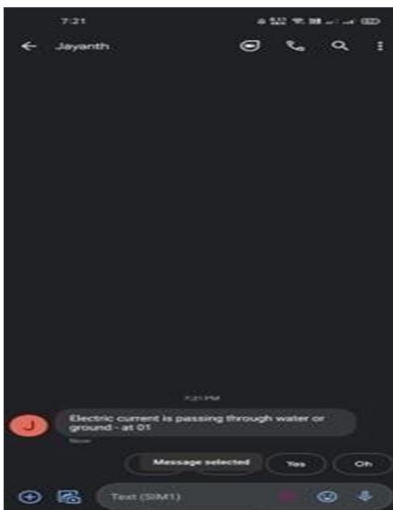 7:21
Jayanth
7:21 PM
Electric current is passing through water or
ground - at 01
Now
Message selected
Yes
Oh
Text (SIM1)